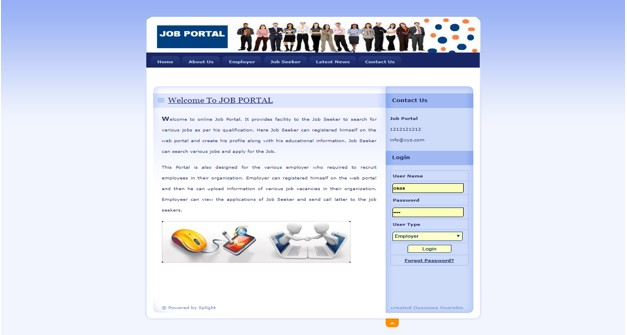 JOB PORTAL
Home About Us Employer Job Seeker Latest News Contact Us
Welcome To JOB PORTAL
Welcome to online Job Portal. It provides facility to the Job Seeker to search for
various jobs as per his qualification. Here Job Seeker can registered himself on the
web portal and create his profile along with his educational information. Job Seeker
can search various jobs and apply for the Job.
This Portal is also designed for the various employer who required to recruit
employees in their organization. Employer can registered himself on the web portal
and then he can upload information of various job vacancies in their organization.
Employeer can view the applications of Job Seeker and send call latter to the job
seekers.
Contact Us
Job Portal
1212121212
info@xyz.com
Login
User Name
Password
••••
User Type
Employer
Login
Forgot Password?
@ Powered by Splight